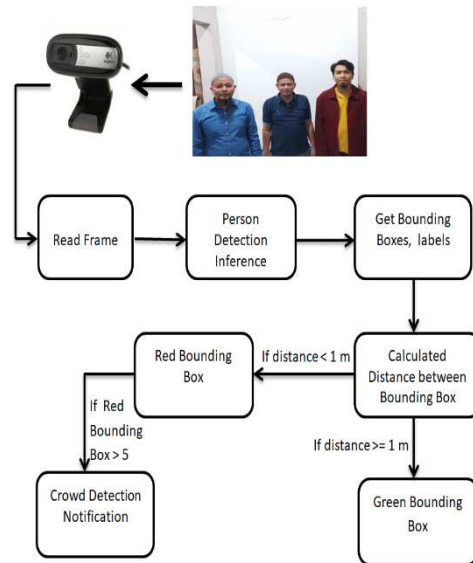 Read Frame
Person
Detection
Inference
Get Bounding
Boxes, labels
Red Bounding
Box
If distance < 1 m
Calculated
Distance between
Bounding Box
If Red
Bounding
Box > 5
If distance >= 1 m
Crowd Detection
Notification
Green Bounding
Box